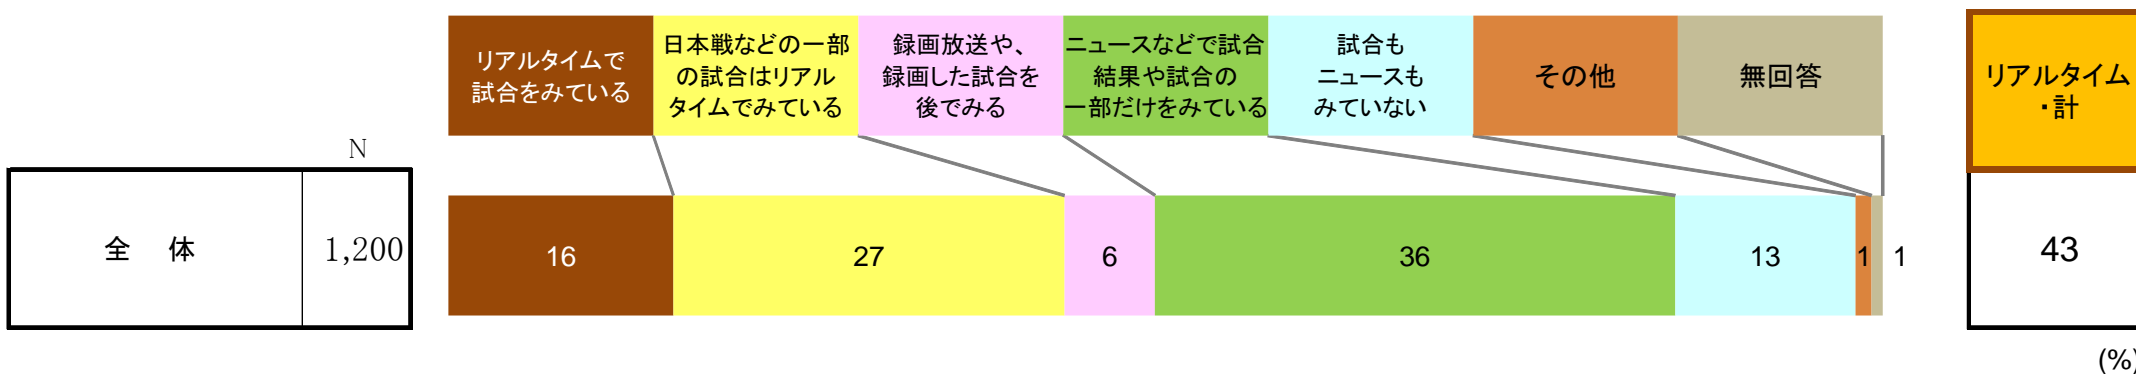 リアルタイムで
試合をみている
日本戦などの一部
の試合はリアル
タイムでみている
録画放送や、
録画した試合を
後でみる
ニュースなどで試合
結果や試合の
一部だけをみている
試合も
ニュースも
みていない
その他
無回答
リアルタイム
・計
N
全 体 1,200 16 27 6 36 13 1 1 43
(%)